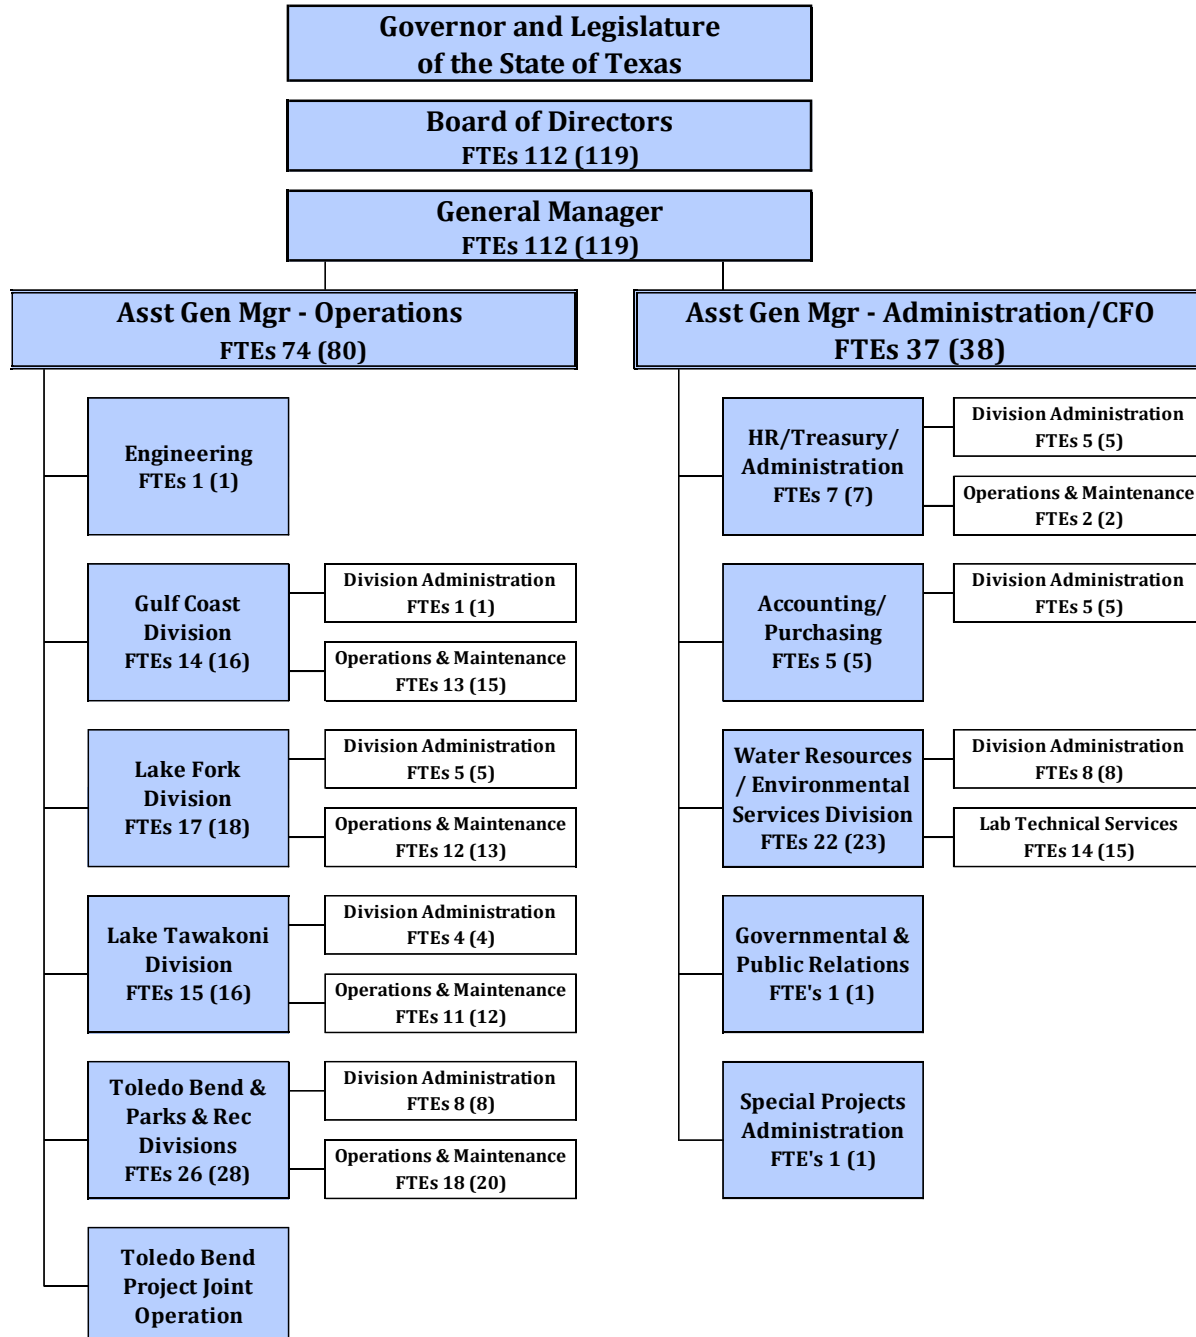 Governor and Legislature
of the State of Texas
Board of Directors
FTEs 112 (119)
General Manager
FTEs 112 (119)
Asst Gen Mgr - Operations
FTEs 74 (80)
Asst Gen Mgr - Administration/CFO
FTEs 37 (38)
Engineering
FTEs 1 (1)
Gulf Coast
Division
FTEs 14 (16)
Division Administration
FTEs 1 (1)
Operations & Maintenance
FTEs 13 (15)
Lake Fork
Division
FTEs 17 (18)
Division Administration
FTEs 5 (5)
Operations & Maintenance
FTEs 12 (13)
Lake Tawakoni
Division
FTEs 15 (16)
Division Administration
FTEs 4 (4)
Operations & Maintenance
FTEs 11 (12)
Toledo Bend &
Parks & Rec
Divisions
FTEs 26 (28)
Division Administration
FTEs 8 (8)
Operations & Maintenance
FTEs 18 (20)
Toledo Bend
Project Joint
Operation
HR/Treasury/
Administration
FTEs 7 (7)
Division Administration
FTEs 5 (5)
Operations & Maintenance
FTEs 2 (2)
Accounting/
Purchasing
FTEs 5 (5)
Division Administration
FTEs 5 (5)
Water Resources
/ Environmental
Services Division
FTEs 22 (23)
Division Administration
FTEs 8 (8)
Lab Technical Services
FTEs 14 (15)
Governmental &
Public Relations
FTE's 1 (1)
Special Projects
Administration
FTE's 1 (1)